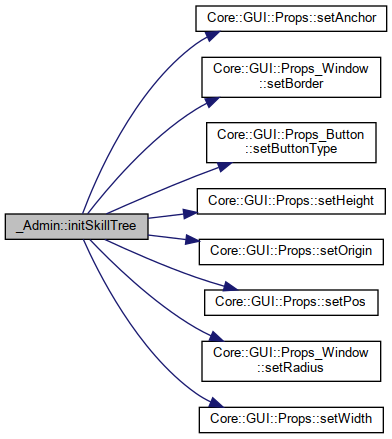 Core::GUI::Props::setAnchor
Core::GUI::Props_Window
::setBorder
Core::GUI::Props_Button
::setButtonType
Core::GUI::Props::setHeight
_Admin::initSkillTree
Core::GUI::Props::setOrigin
Core::GUI::Props::setPos
Core::GUI::Props_Window
::setRadius
Core::GUI::Props::setWidth